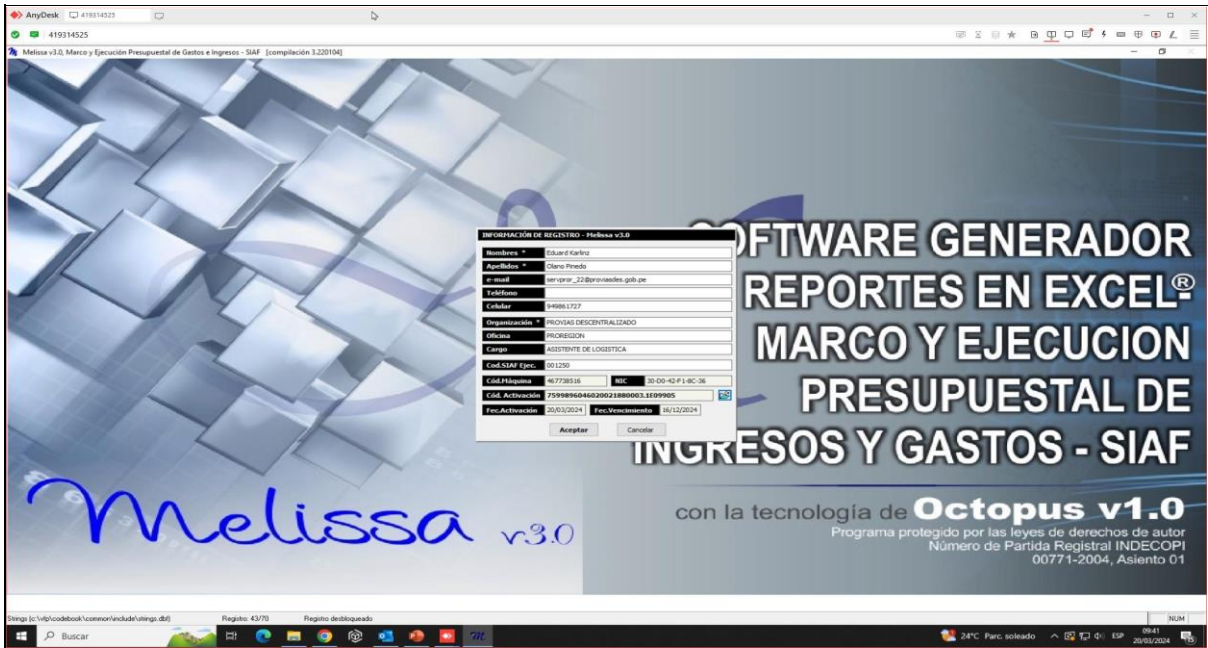 AnyDesk 419314525
419314525
Melissa v3.0, Marco y Ejecución Presupuestal de Gastos e Ingresos - SIAF [compilación 3.220104]
SOFTWARE GENERADOR
REPORTES EN EXCEL®
MARCO Y EJECUCION
PRESUPUESTAL DE
INGRESOS Y GASTOS - SIAF
INFORMACIÓN DE REGISTRO - Melissa v3.0
Nombres * Eduard Karlinz
Apellidos * Olano Pinedo
e-mail servpror_22@proviasdes.gob.pe
Teléfono
Celular 949861727
Organización * PROVIAS DESCENTRALIZADO
Oficina PROREGION
Cargo ASISTENTE DE LOGISTICA
Cod.SIAF Ejec. 001250
Cód.Máquina 467738516 NIC 30-D0-42-F1-8C-36
Cód. Activación 7599896046020021880003.1E09905
Fec.Activación 20/03/2024 Fec.Vencimiento 16/12/2024
Aceptar Cancelar
Melissa v3.0
con la tecnología de Octopus v1.0
Programa protegido por las leyes de derechos de autor
Número de Partida Registral INDECOPI
00771-2004, Asiento 01
Strings (c:\vfp\codebook\common\include\strings.dbf) Registro: 43/70 Registro desbloqueado NUM
Buscar 24°C Parc. soleado ESP 09:41
20/03/2024